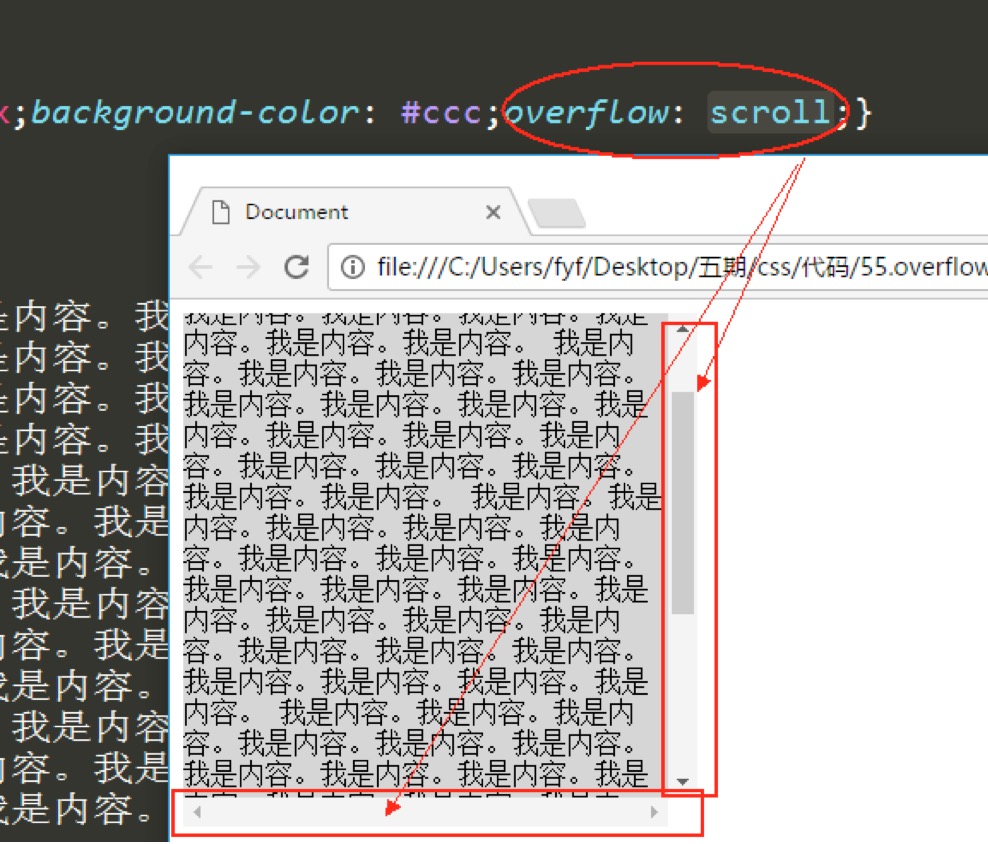 x;background-color: #ccc;overflow: scroll;}
Document
file:///C:/Users/fyf/Desktop/五期/css/代码/55.overflow
是内容。我
是内容。我
是内容。我
是内容。我
我是内容
内容。我是
我是内容。
我是内容
内容。我是
我是内容。
我是内容
内容。我是
我是内容。
我是内容。我是内容。我是内容。我是
内容。我是内容。我是内容。 我是内
容。我是内容。我是内容。我是内容。
我是内容。我是内容。我是内容。我是
内容。我是内容。我是内容。我是内
容。我是内容。我是内容。我是内容。
我是内容。我是内容。 我是内容。我是
内容。我是内容。我是内容。我是内
容。我是内容。我是内容。我是内容。
我是内容。我是内容。我是内容。我是
内容。我是内容。我是内容。我是内
容。我是内容。我是内容。我是内容。
我是内容。我是内容。我是内容。我是
内容。 我是内容。我是内容。我是内
容。我是内容。我是内容。我是内容。
我是内容。我是内容。我是内容。我是